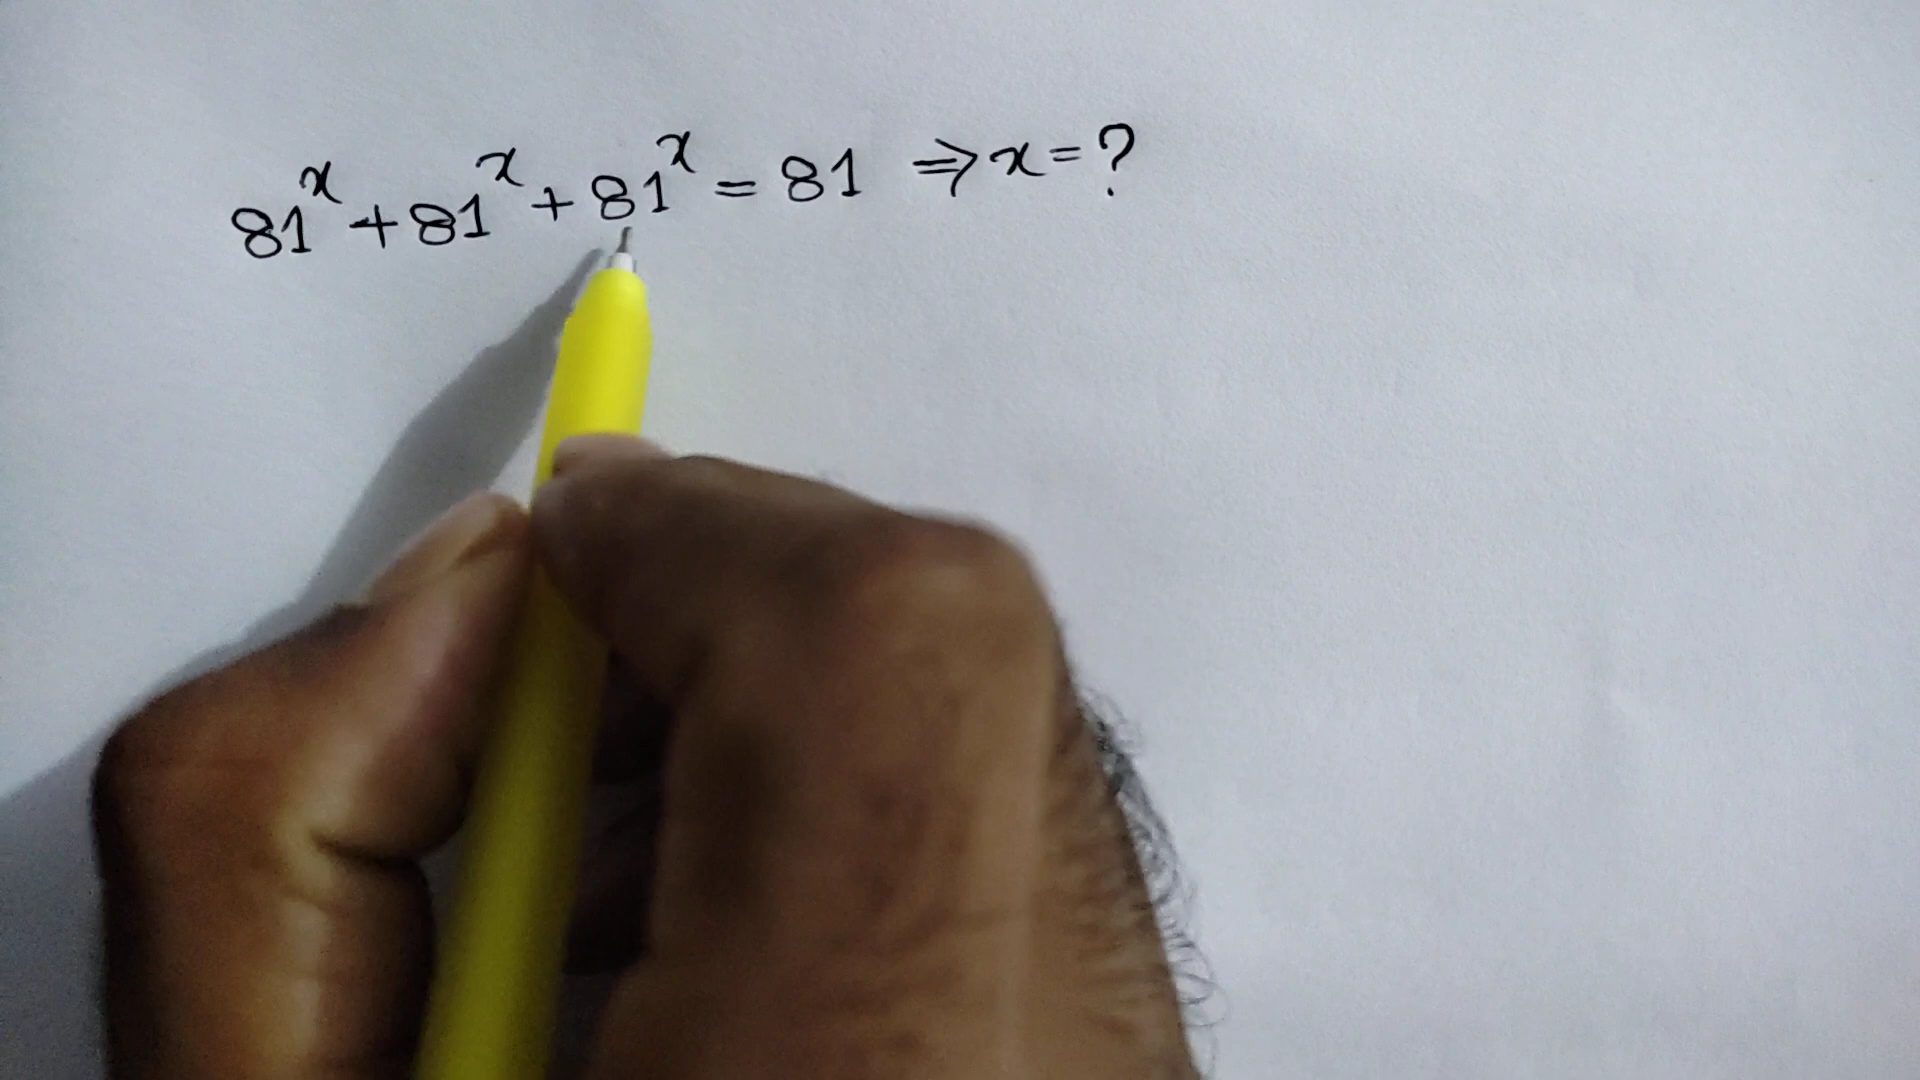 81^x + 81^x + 81^x = 81 ⇒ x = ?